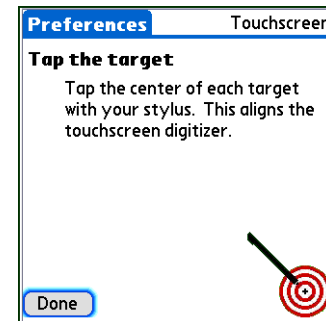 Preferences Touchscreen
Tap the target
Tap the center of each target
with your stylus. This aligns the
touchscreen digitizer.
Done